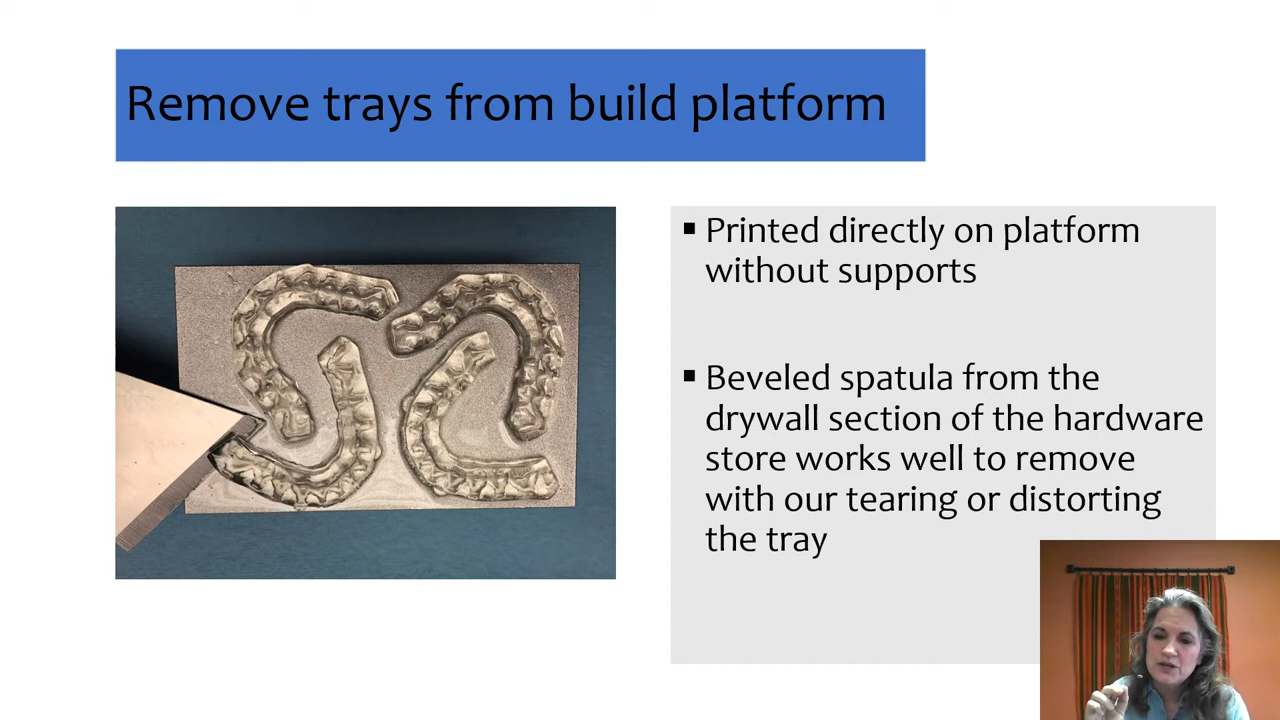 Remove trays from build platform
▪ Printed directly on platform
without supports
▪ Beveled spatula from the
drywall section of the hardware
store works well to remove
with our tearing or distorting
the tray